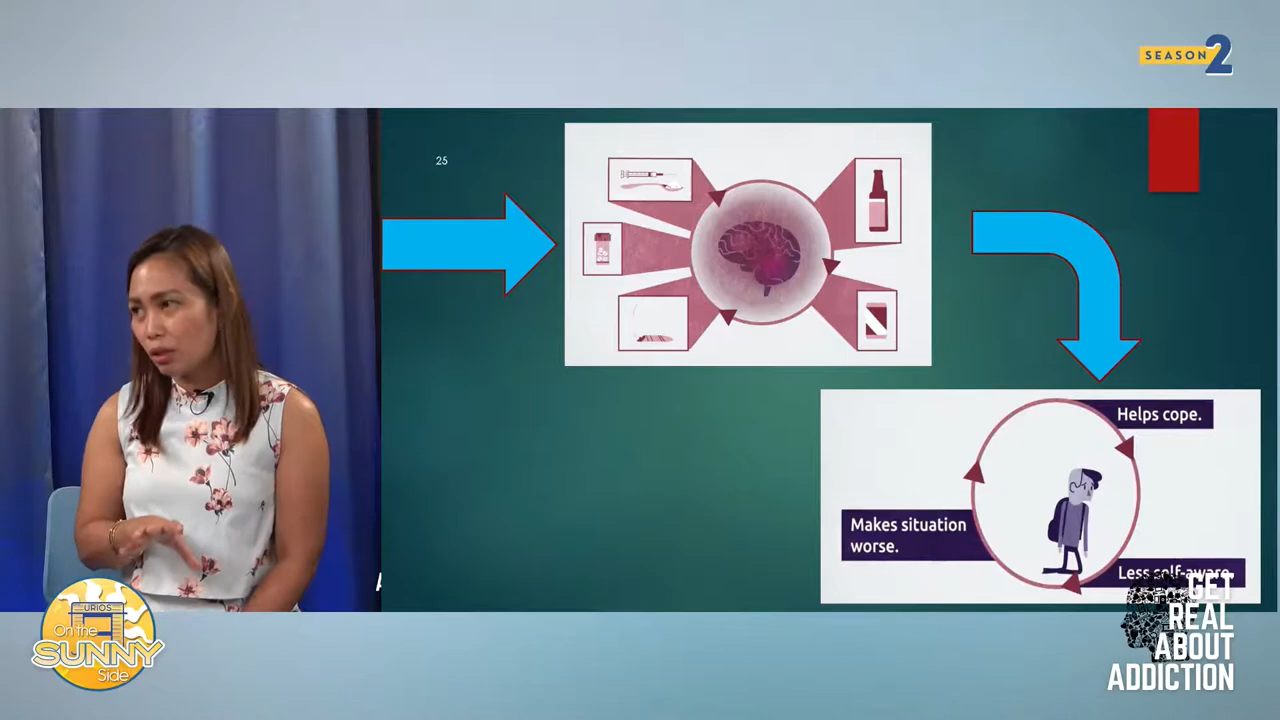 SEASON 2
25
Helps cope.
Makes situation
worse.
Less self-aware.
URIOS
On the
SUNNY
Side
GET
REAL
ABOUT
ADDICTION